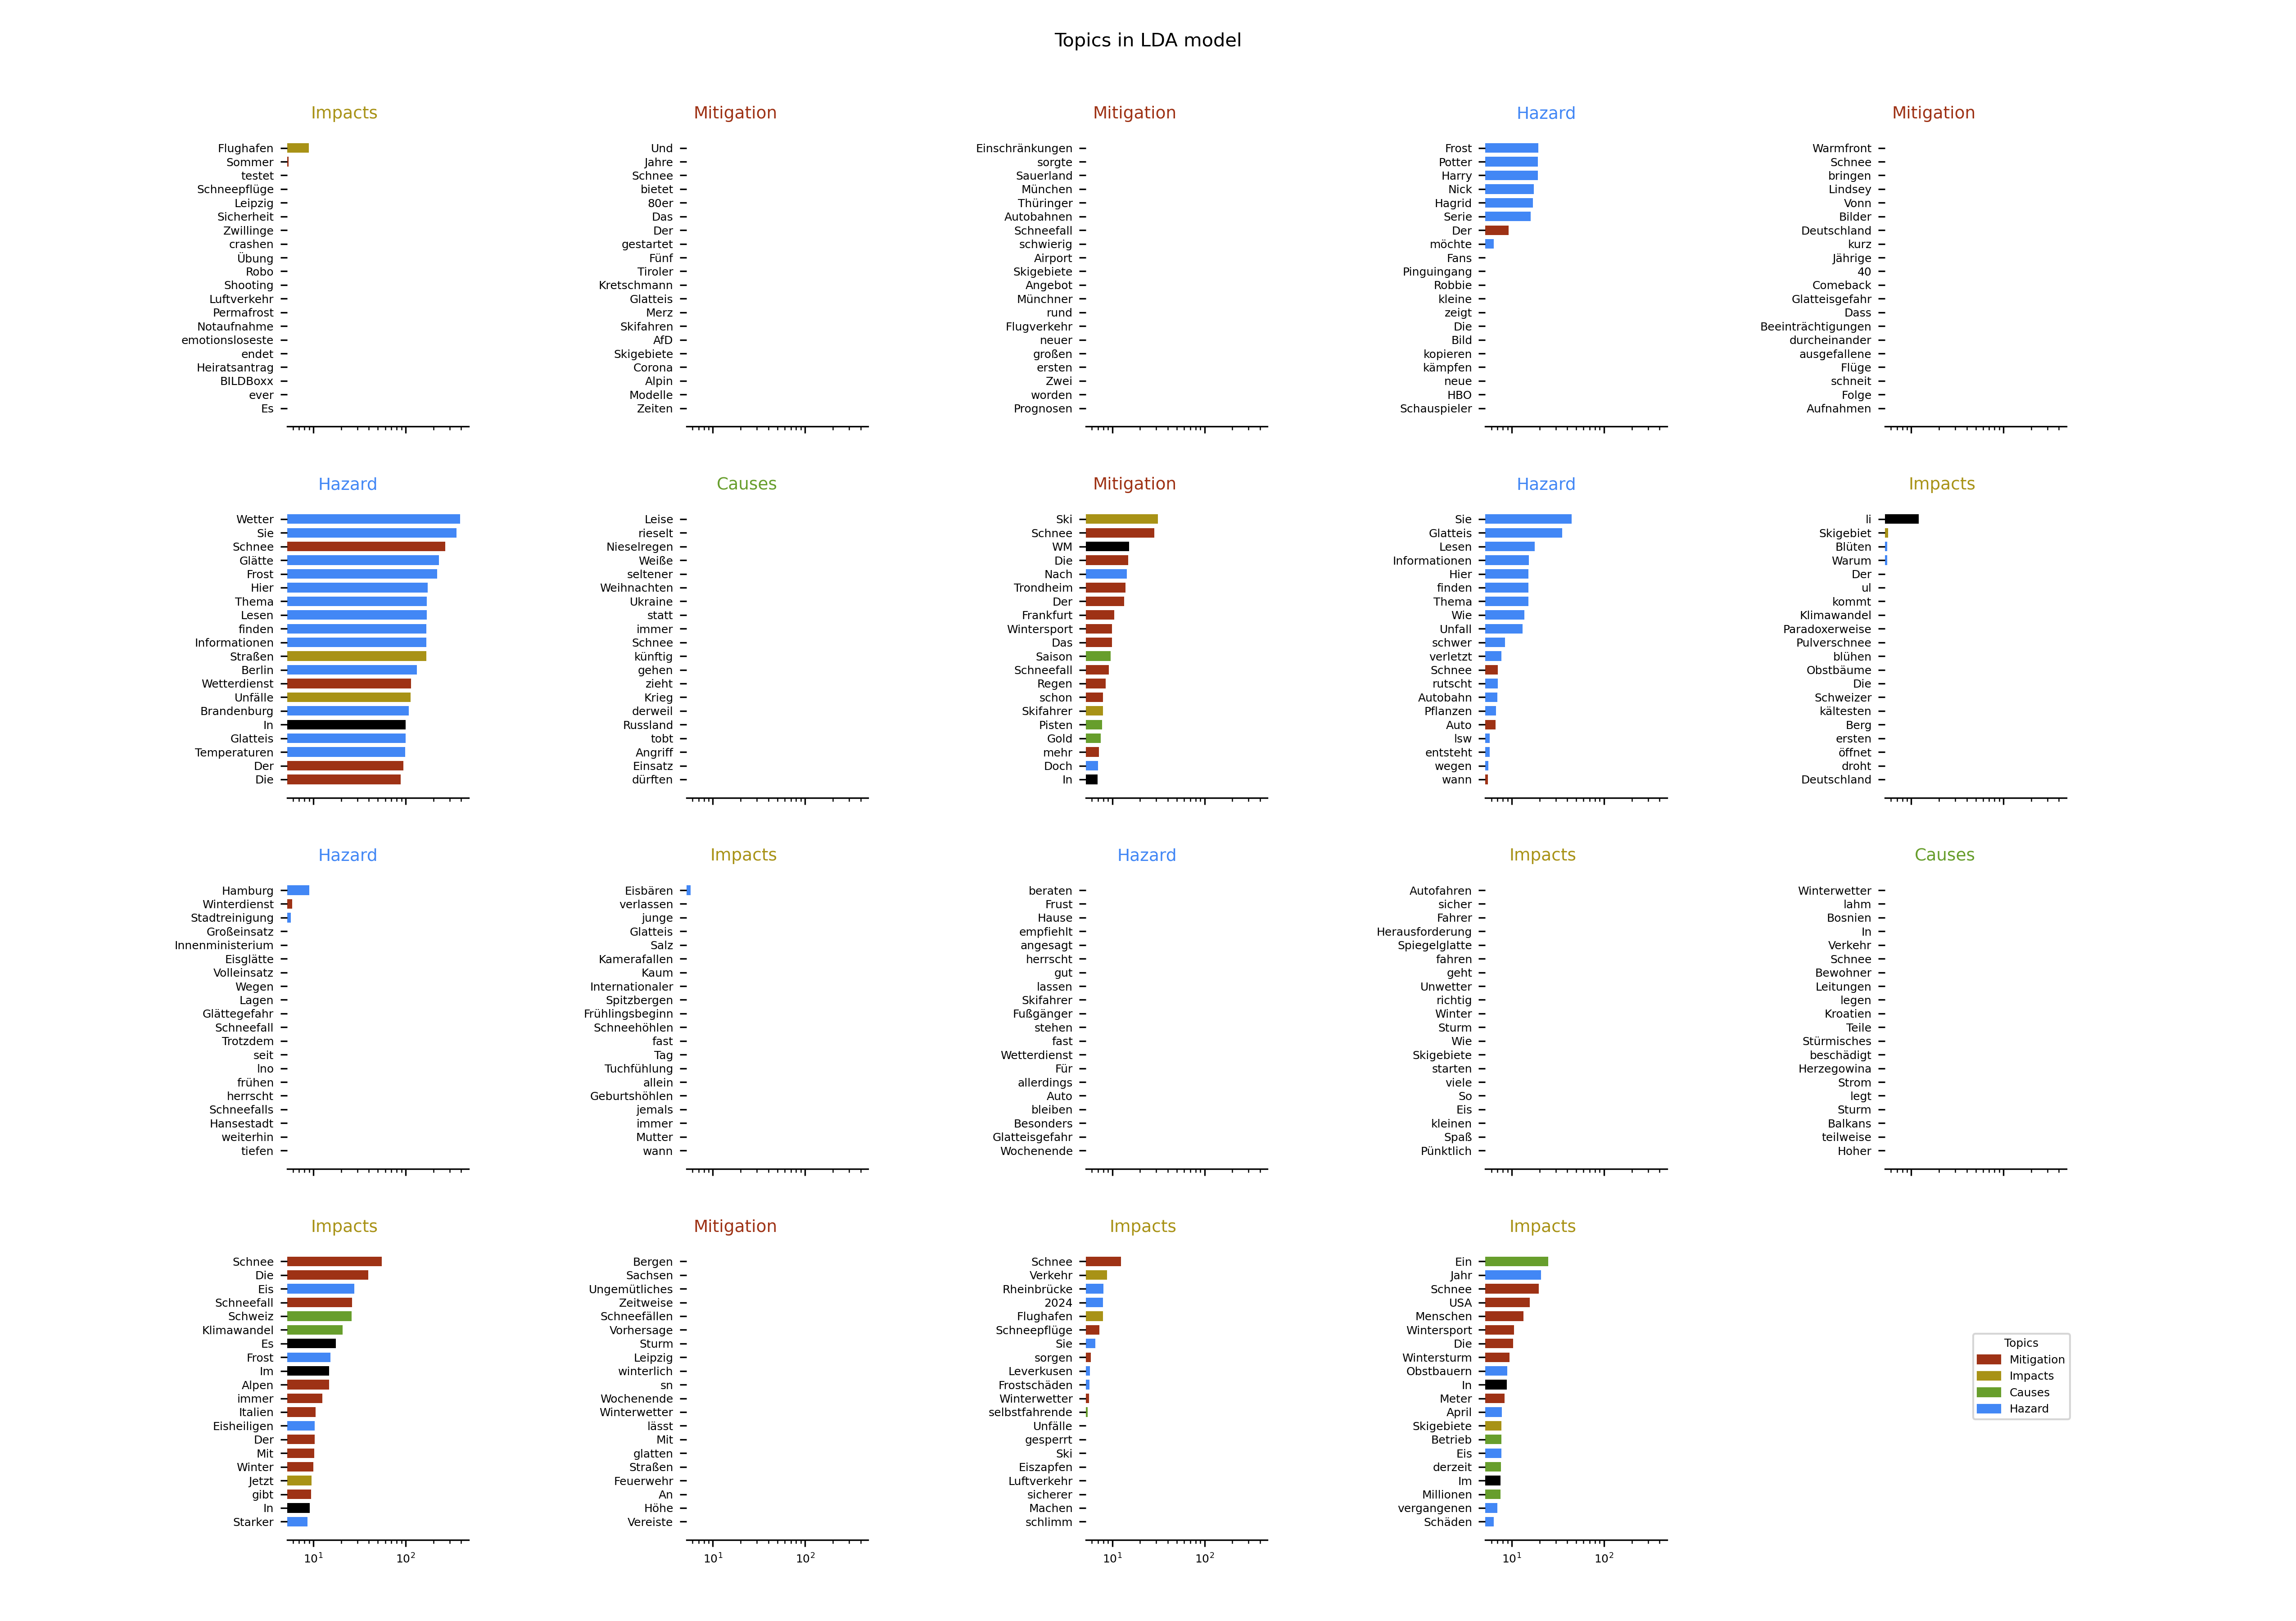 Topics in LDA model
Impacts
Flughafen
Sommer
testet
Schneepflüge
Leipzig
Sicherheit
Zwillinge
crashen
Übung
Robo
Shooting
Luftverkehr
Permafrost
Notaufnahme
emotionsloseste
endet
Heiratsantrag
BILDBoxx
ever
Es
Mitigation
Und
Jahre
Schnee
bietet
80er
Das
Der
gestartet
Fünf
Tiroler
Kretschmann
Glatteis
Merz
Skifahren
AfD
Skigebiete
Corona
Alpin
Modelle
Zeiten
Mitigation
Einschränkungen
sorgte
Sauerland
München
Thüringer
Autobahnen
Schneefall
schwierig
Airport
Skigebiete
Angebot
Münchner
rund
Flugverkehr
neuer
großen
ersten
Zwei
worden
Prognosen
Hazard
Frost
Potter
Harry
Nick
Hagrid
Serie
Der
möchte
Fans
Pinguingang
Robbie
kleine
zeigt
Die
Bild
kopieren
kämpfen
neue
HBO
Schauspieler
Mitigation
Warmfront
Schnee
bringen
Lindsey
Vonn
Bilder
Deutschland
kurz
Jährige
40
Comeback
Glatteisgefahr
Dass
Beeinträchtigungen
durcheinander
ausgefallene
Flüge
schneit
Folge
Aufnahmen
Hazard
Wetter
Sie
Schnee
Glätte
Frost
Hier
Thema
Lesen
finden
Informationen
Straßen
Berlin
Wetterdienst
Unfälle
Brandenburg
In
Glatteis
Temperaturen
Der
Die
Causes
Leise
rieselt
Nieselregen
Weiße
seltener
Weihnachten
Ukraine
statt
immer
Schnee
künftig
gehen
zieht
Krieg
derweil
Russland
tobt
Angriff
Einsatz
dürften
Mitigation
Ski
Schnee
WM
Die
Nach
Trondheim
Der
Frankfurt
Wintersport
Das
Saison
Schneefall
Regen
schon
Skifahrer
Pisten
Gold
mehr
Doch
In
Hazard
Sie
Glatteis
Lesen
Informationen
Hier
finden
Thema
Wie
Unfall
schwer
verletzt
Schnee
rutscht
Autobahn
Pflanzen
Auto
lsw
entsteht
wegen
wann
Impacts
li
Skigebiet
Blüten
Warum
Der
ul
kommt
Klimawandel
Paradoxerweise
Pulverschnee
blühen
Obstbäume
Die
Schweizer
kältesten
Berg
ersten
öffnet
droht
Deutschland
Hazard
Hamburg
Winterdienst
Stadtreinigung
Großeinsatz
Innenministerium
Eisglätte
Volleinsatz
Wegen
Lagen
Glättegefahr
Schneefall
Trotzdem
seit
lno
frühen
herrscht
Schneefalls
Hansestadt
weiterhin
tiefen
Impacts
Eisbären
verlassen
junge
Glatteis
Salz
Kamerafallen
Kaum
Internationaler
Spitzbergen
Frühlingsbeginn
Schneehöhlen
fast
Tag
Tuchfühlung
allein
Geburtshöhlen
jemals
immer
Mutter
wann
Hazard
beraten
Frust
Hause
empfiehlt
angesagt
herrscht
gut
lassen
Skifahrer
Fußgänger
stehen
fast
Wetterdienst
Für
allerdings
Auto
bleiben
Besonders
Glatteisgefahr
Wochenende
Impacts
Autofahren
sicher
Fahrer
Herausforderung
Spiegelglatte
fahren
geht
Unwetter
richtig
Winter
Sturm
Wie
Skigebiete
starten
viele
So
Eis
kleinen
Spaß
Pünktlich
Causes
Winterwetter
lahm
Bosnien
In
Verkehr
Schnee
Bewohner
Leitungen
legen
Kroatien
Teile
Stürmisches
beschädigt
Herzegowina
Strom
legt
Sturm
Balkans
teilweise
Hoher
Impacts
Schnee
Die
Eis
Schneefall
Schweiz
Klimawandel
Es
Frost
Im
Alpen
immer
Italien
Eisheiligen
Der
Mit
Winter
Jetzt
gibt
In
Starker
10¹ 10²
Mitigation
Bergen
Sachsen
Ungemütliches
Zeitweise
Schneefällen
Vorhersage
Sturm
Leipzig
winterlich
sn
Wochenende
Winterwetter
lässt
Mit
glatten
Straßen
Feuerwehr
An
Höhe
Vereiste
10¹ 10²
Impacts
Schnee
Verkehr
Rheinbrücke
2024
Flughafen
Schneepflüge
Sie
sorgen
Leverkusen
Frostschäden
Winterwetter
selbstfahrende
Unfälle
gesperrt
Ski
Eiszapfen
Luftverkehr
sicherer
Machen
schlimm
10¹ 10²
Impacts
Ein
Jahr
Schnee
USA
Menschen
Wintersport
Die
Wintersturm
Obstbauern
In
Meter
April
Skigebiete
Betrieb
Eis
derzeit
Im
Millionen
vergangenen
Schäden
10¹ 10²
Topics
Mitigation
Impacts
Causes
Hazard